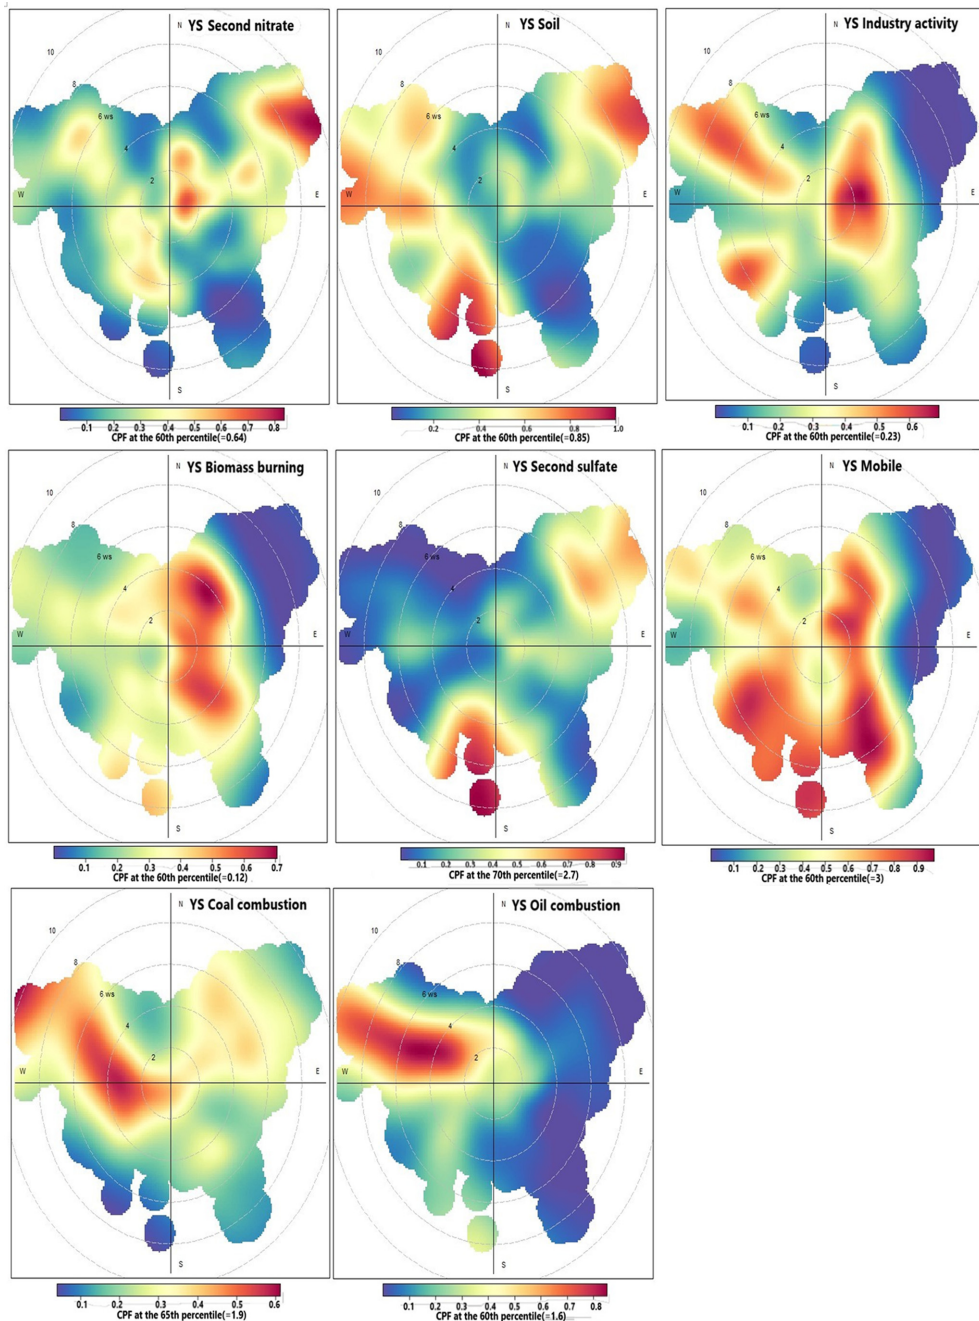 YS Second nitrate
N
10
8
6 ws
4
2
W
E
S
0.1 0.2 0.3 0.4 0.5 0.6 0.7 0.8
CPF at the 60th percentile(=0.64)
YS Soil
N
10
8
6 ws
4
2
W
E
S
0.2 0.4 0.6 0.8 1.0
CPF at the 60th percentile(=0.85)
YS Industry activity
N
10
8
6 ws
4
2
W
E
S
0.1 0.2 0.3 0.4 0.5 0.6
CPF at the 60th percentile(=0.23)
YS Biomass burning
N
10
8
6 ws
4
2
W
E
S
0.1 0.2 0.3 0.4 0.5 0.6 0.7
CPF at the 60th percentile(=0.12)
YS Second sulfate
N
10
8
6 ws
4
2
W
E
S
0.1 0.2 0.3 0.4 0.5 0.6 0.7 0.8 0.9
CPF at the 70th percentile(=2.7)
YS Mobile
N
10
8
6 ws
4
2
W
E
S
0.1 0.2 0.3 0.4 0.5 0.6 0.7 0.8 0.9
CPF at the 60th percentile(=3)
YS Coal combustion
N
10
8
6 ws
4
2
W
E
S
0.1 0.2 0.3 0.4 0.5 0.6
CPF at the 65th percentile(=1.9)
YS Oil combustion
N
10
8
6 ws
4
2
W
E
S
0.1 0.2 0.3 0.4 0.5 0.6 0.7 0.8
CPF at the 60th percentile(=1.6)